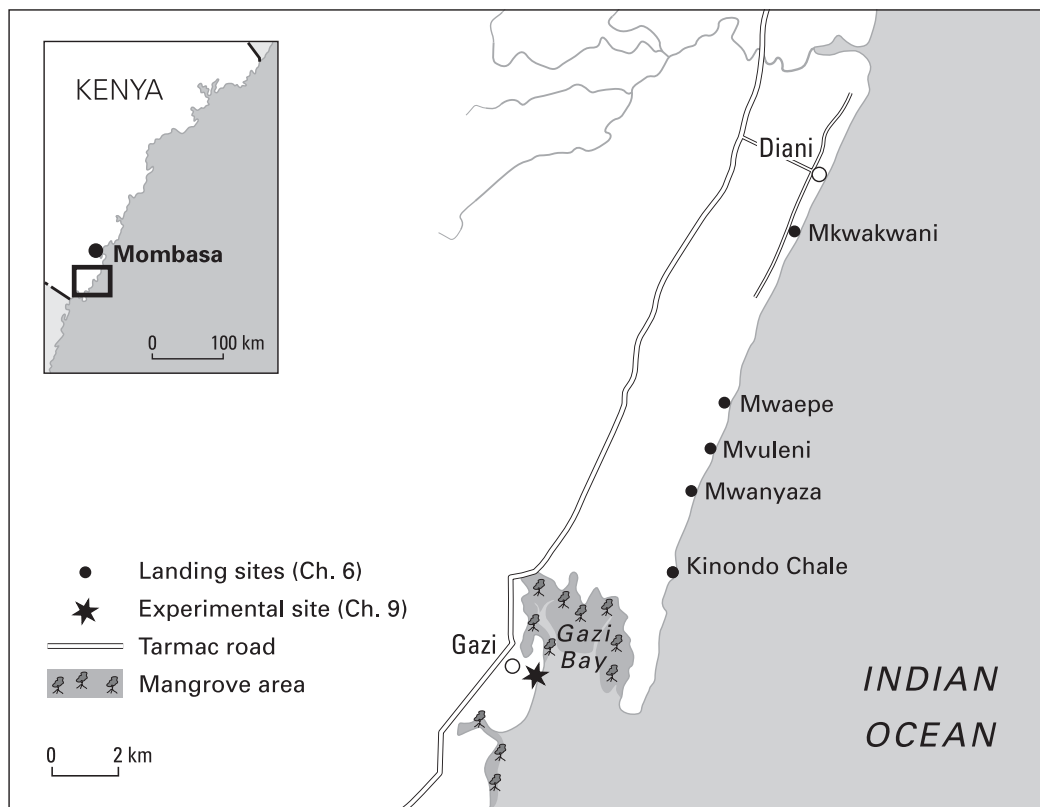 KENYA
Mombasa
0 100 km
Diani
Mkwakwani
Mwaepe
Mvuleni
Mwanyaza
Kinondo Chale
Landing sites (Ch. 6)
Experimental site (Ch. 9)
Tarmac road
Mangrove area
0 2 km
Gazi
Gazi
Bay
INDIAN
OCEAN